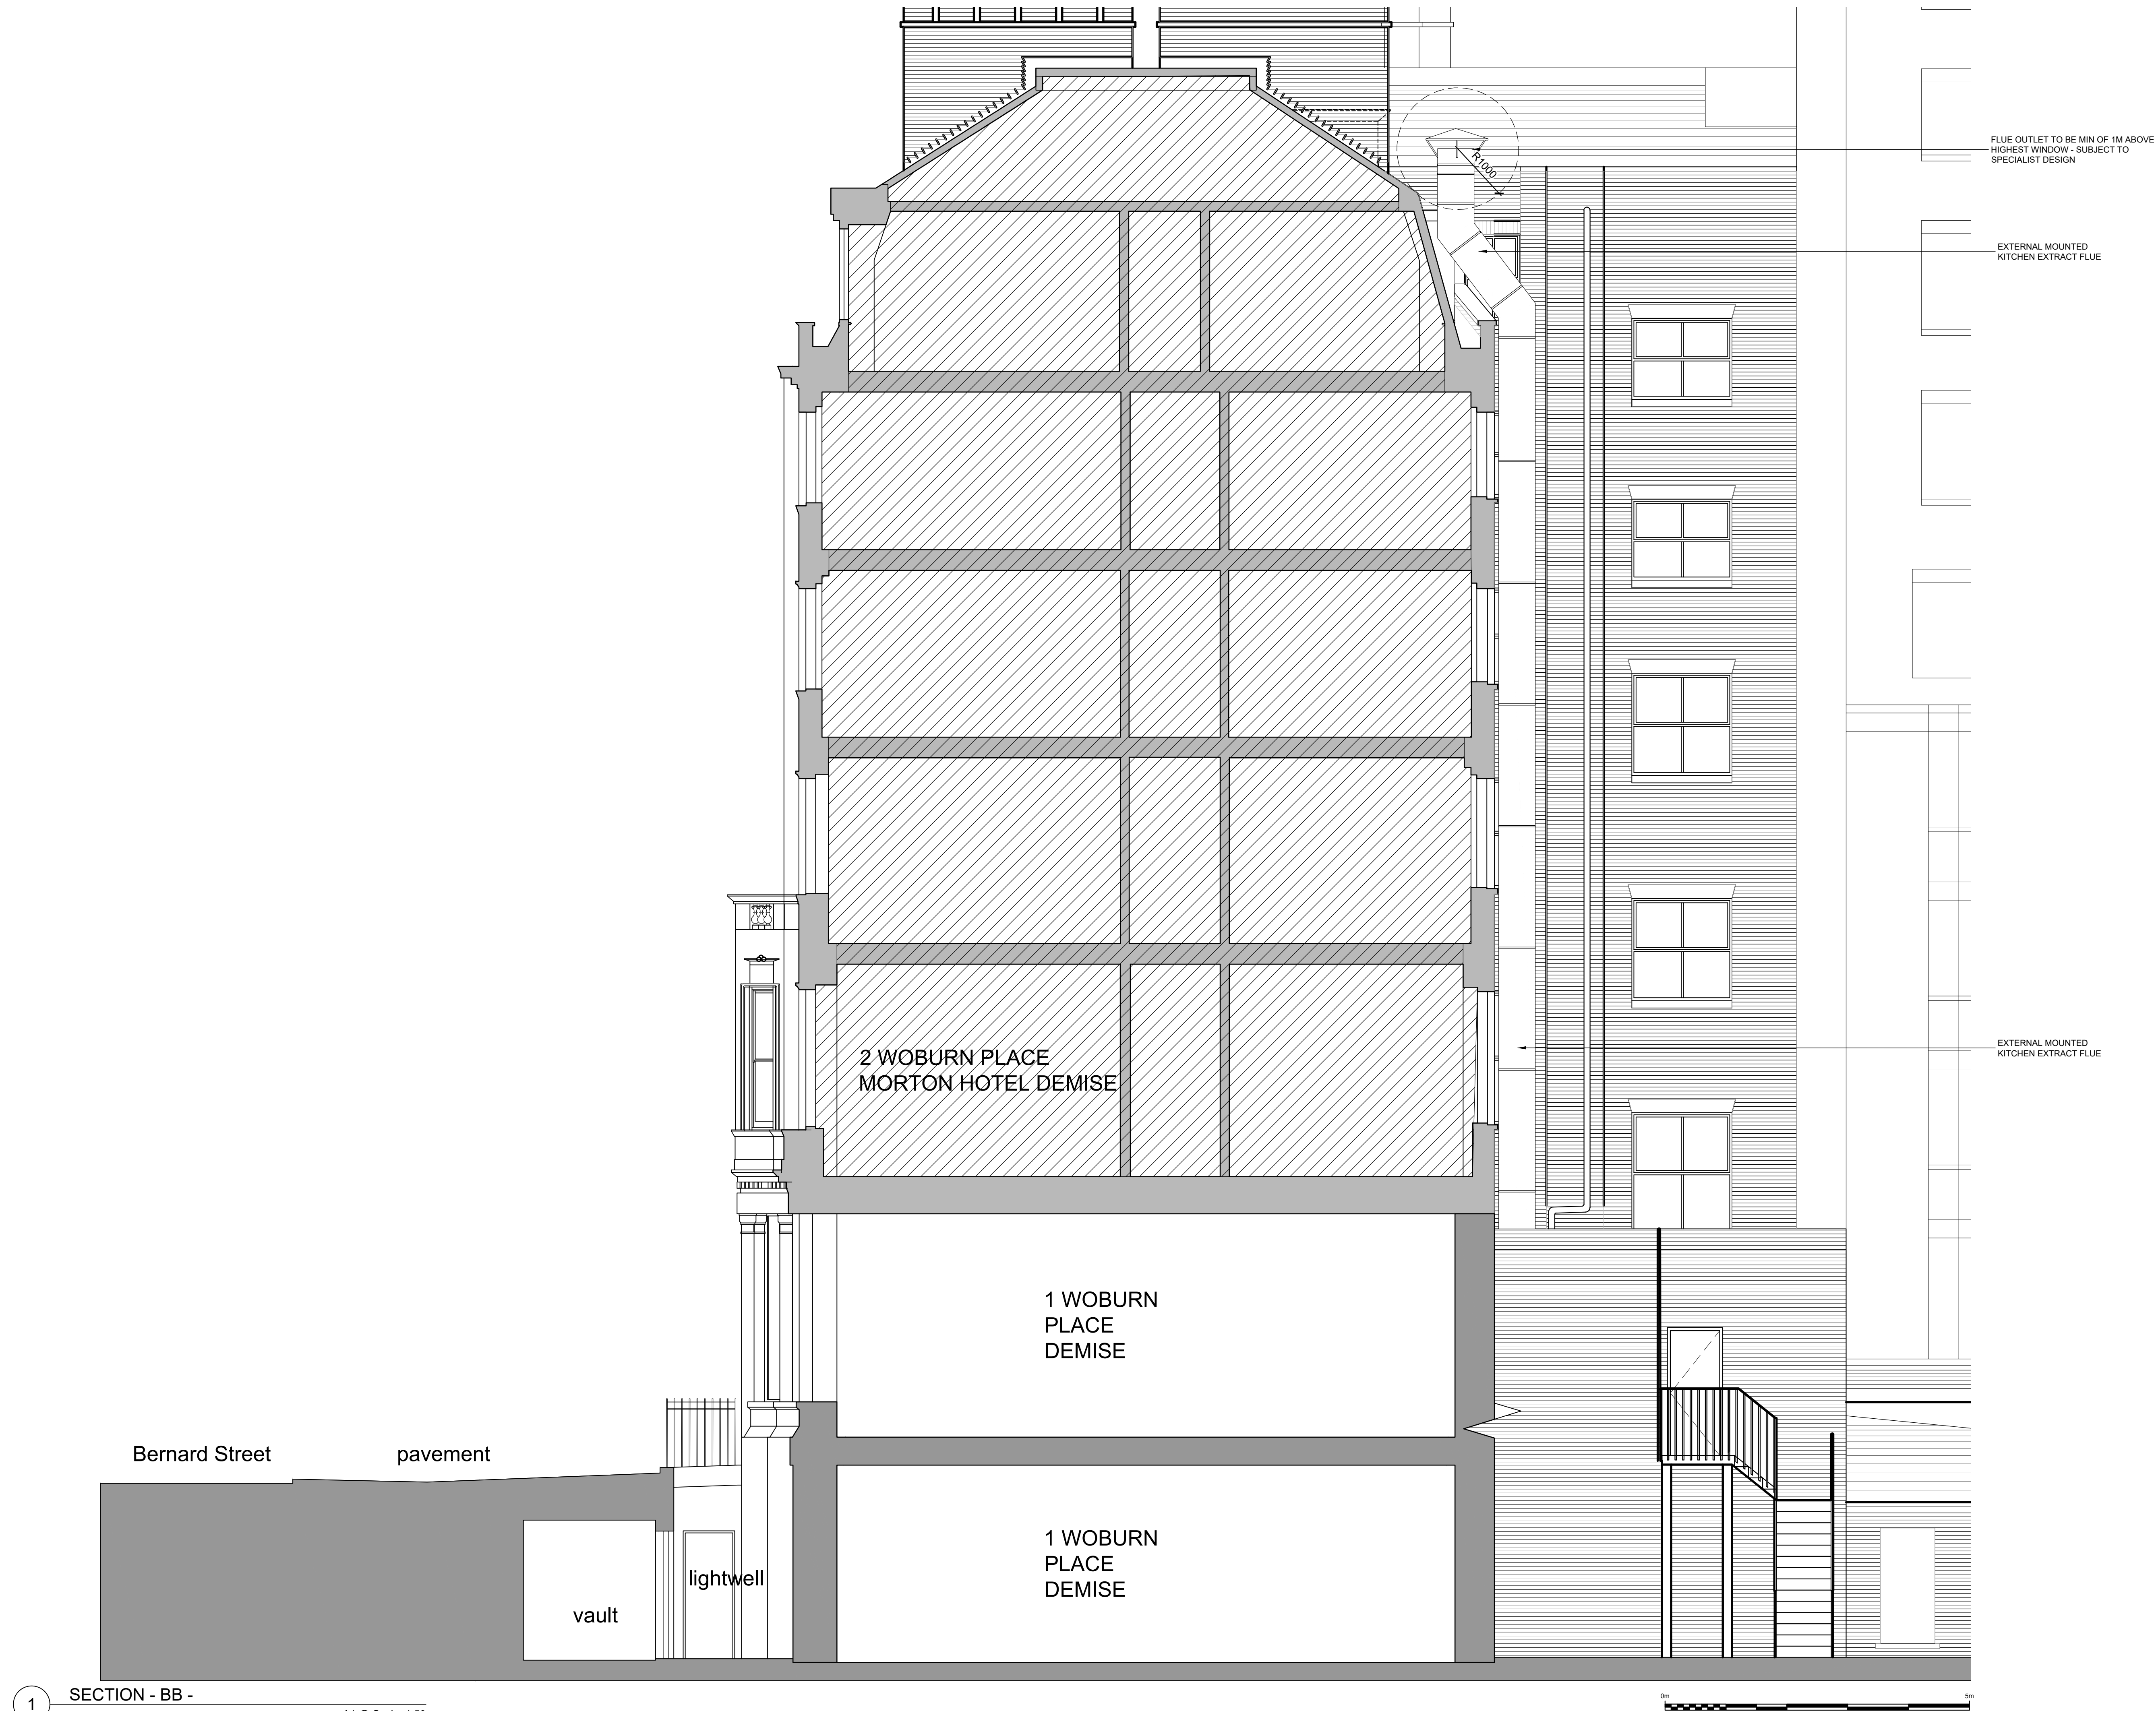 FLUE OUTLET TO BE MIN OF 1M ABOVE
HIGHEST WINDOW - SUBJECT TO
SPECIALIST DESIGN
R1000
EXTERNAL MOUNTED
KITCHEN EXTRACT FLUE
EXTERNAL MOUNTED
KITCHEN EXTRACT FLUE
2 WOBURN PLACE
MORTON HOTEL DEMISE
1 WOBURN
PLACE
DEMISE
Bernard Street
pavement
1 WOBURN
PLACE
DEMISE
lightwell
vault
1
SECTION - BB -
0m
5m